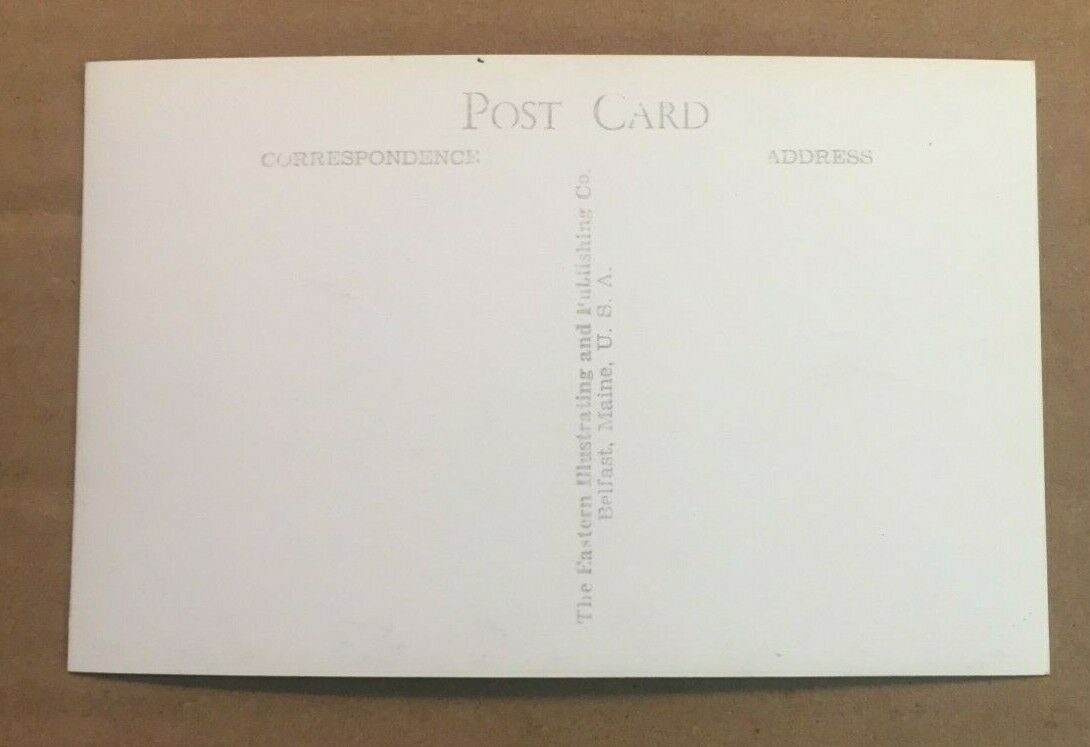 POST CARD
CORRESPONDENCE
ADDRESS
The Eastern Illustrating and Publishing Co.
Belfast, Maine, U. S. A.